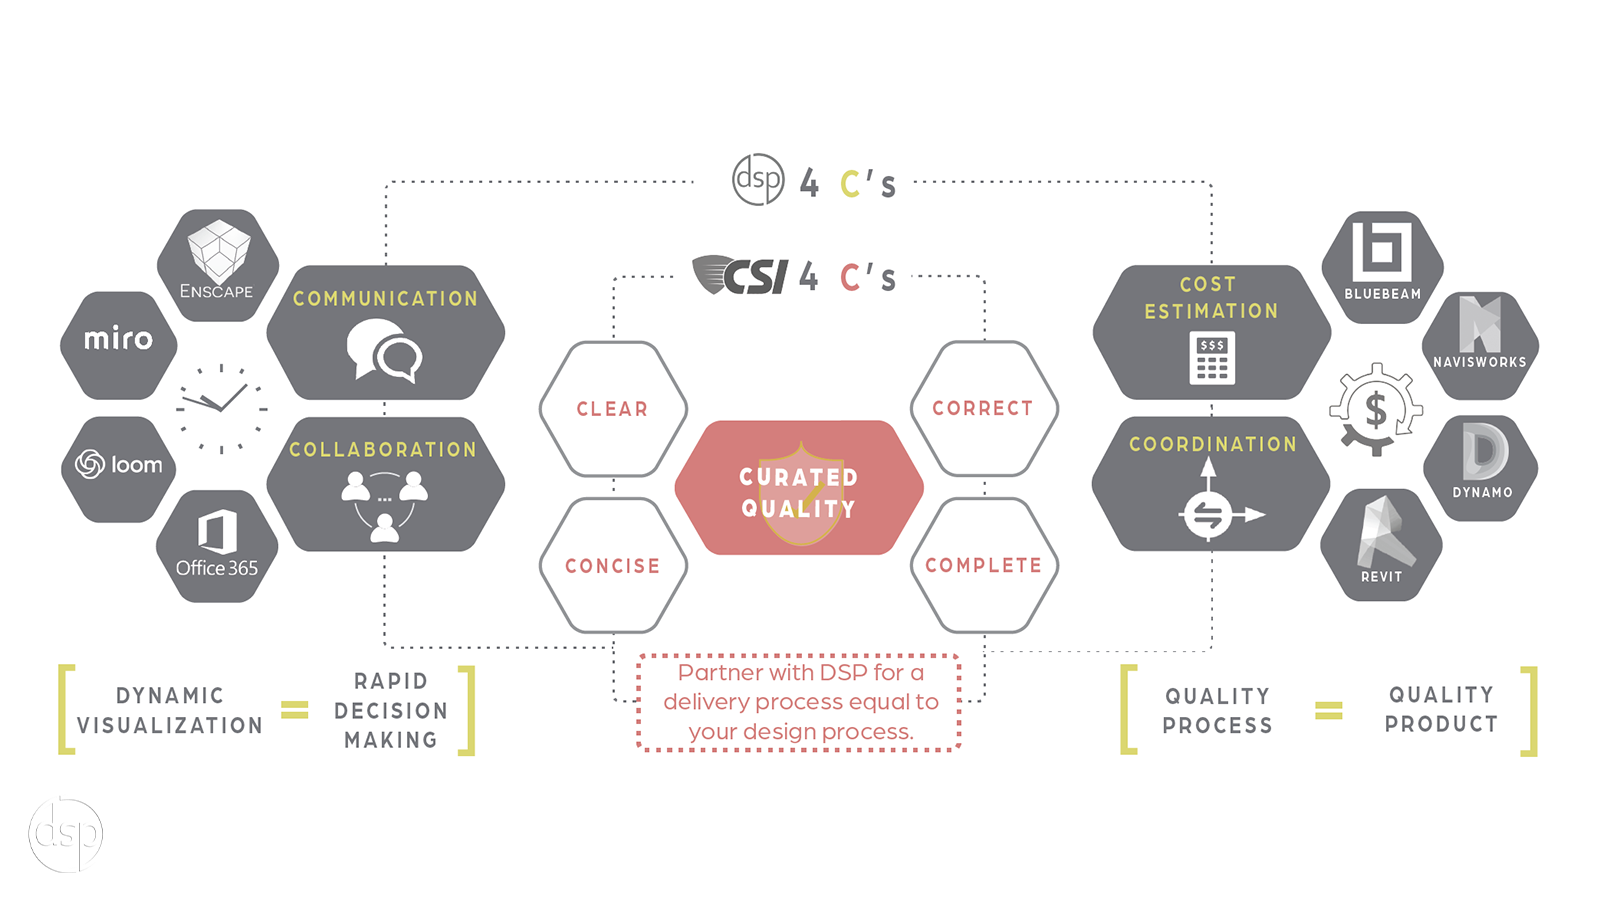 dsp 4 C's
CSI 4 C's
ENSCAPE
miro
loom
Office 365
COMMUNICATION
COLLABORATION
CLEAR
CONCISE
CURATED
QUALITY
CORRECT
COMPLETE
COST
ESTIMATION
$$$
COORDINATION
BLUEBEAM
NAVISWORKS
$
D
DYNAMO
REVIT
DYNAMIC
VISUALIZATION
=
RAPID
DECISION
MAKING
Partner with DSP for a
delivery process equal to
your design process.
QUALITY
PROCESS
=
QUALITY
PRODUCT
dsp